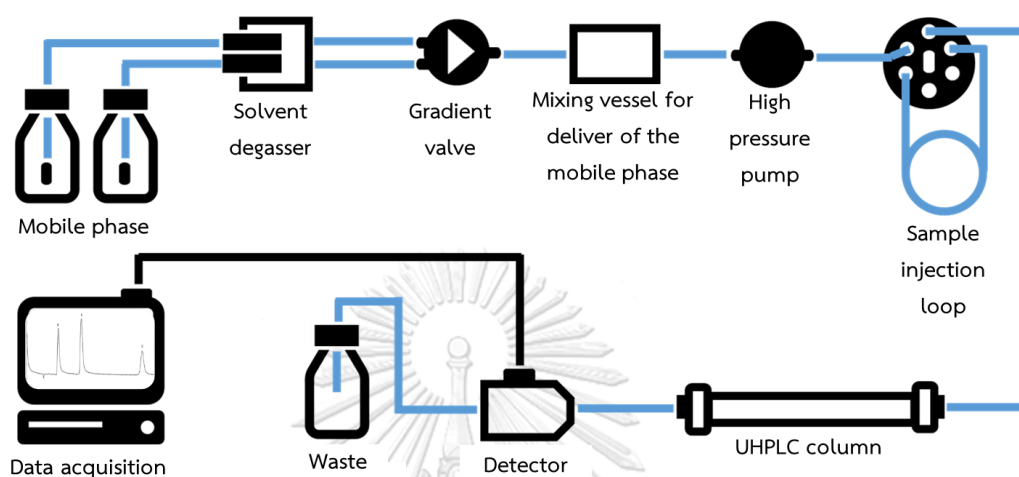 Solvent
degasser
Gradient
valve
Mixing vessel for
deliver of the
mobile phase
High
pressure
pump
Mobile phase
Sample
injection
loop
Data acquisition
Waste
Detector
UHPLC column